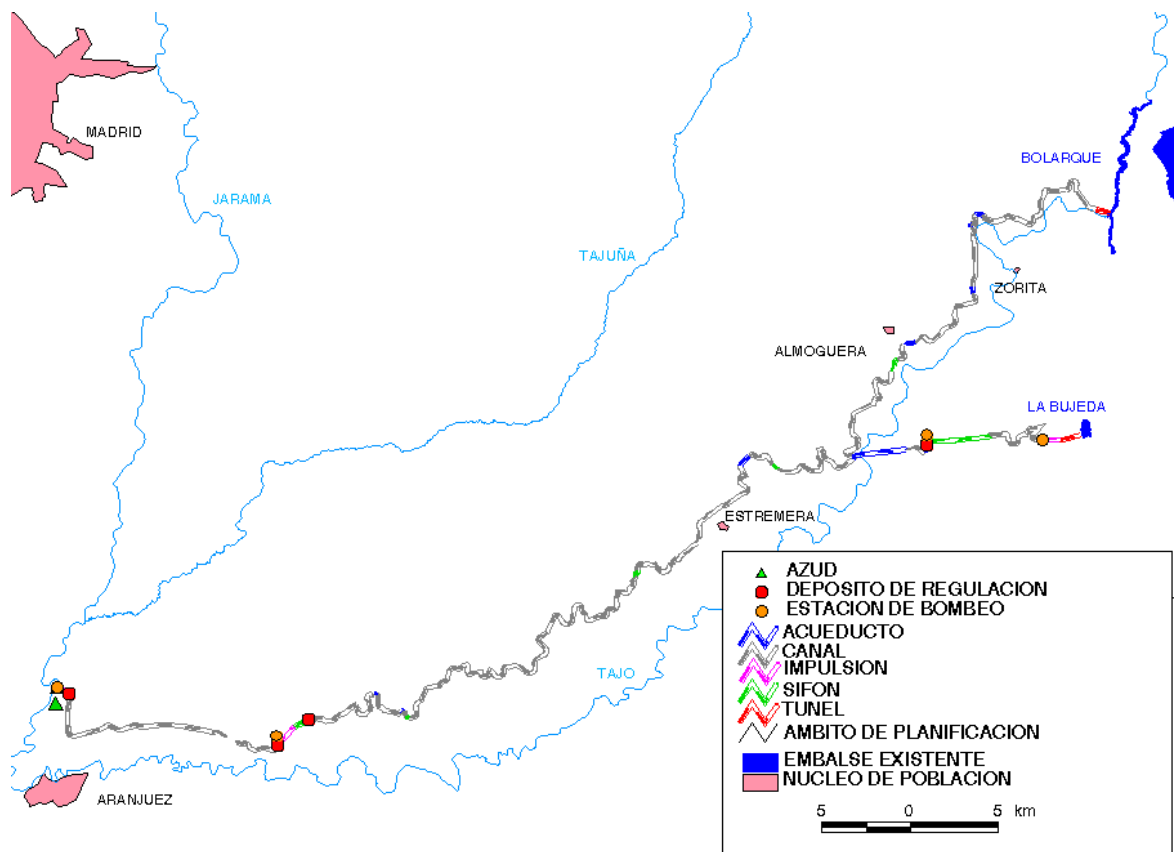 MADRID
BOLARQUE
JARAMA
TAJUÑA
ZORITA
ALMOGUERA
LA BUJEDA
ESTREMERA
TAJO
ARANJUEZ
AZUD
DEPOSITO DE REGULACION
ESTACION DE BOMBEO
ACUEDUCTO
CANAL
IMPULSION
SIFON
TUNEL
AMBITO DE PLANIFICACION
EMBALSE EXISTENTE
NUCLEO DE POBLACION
5 0 5 km